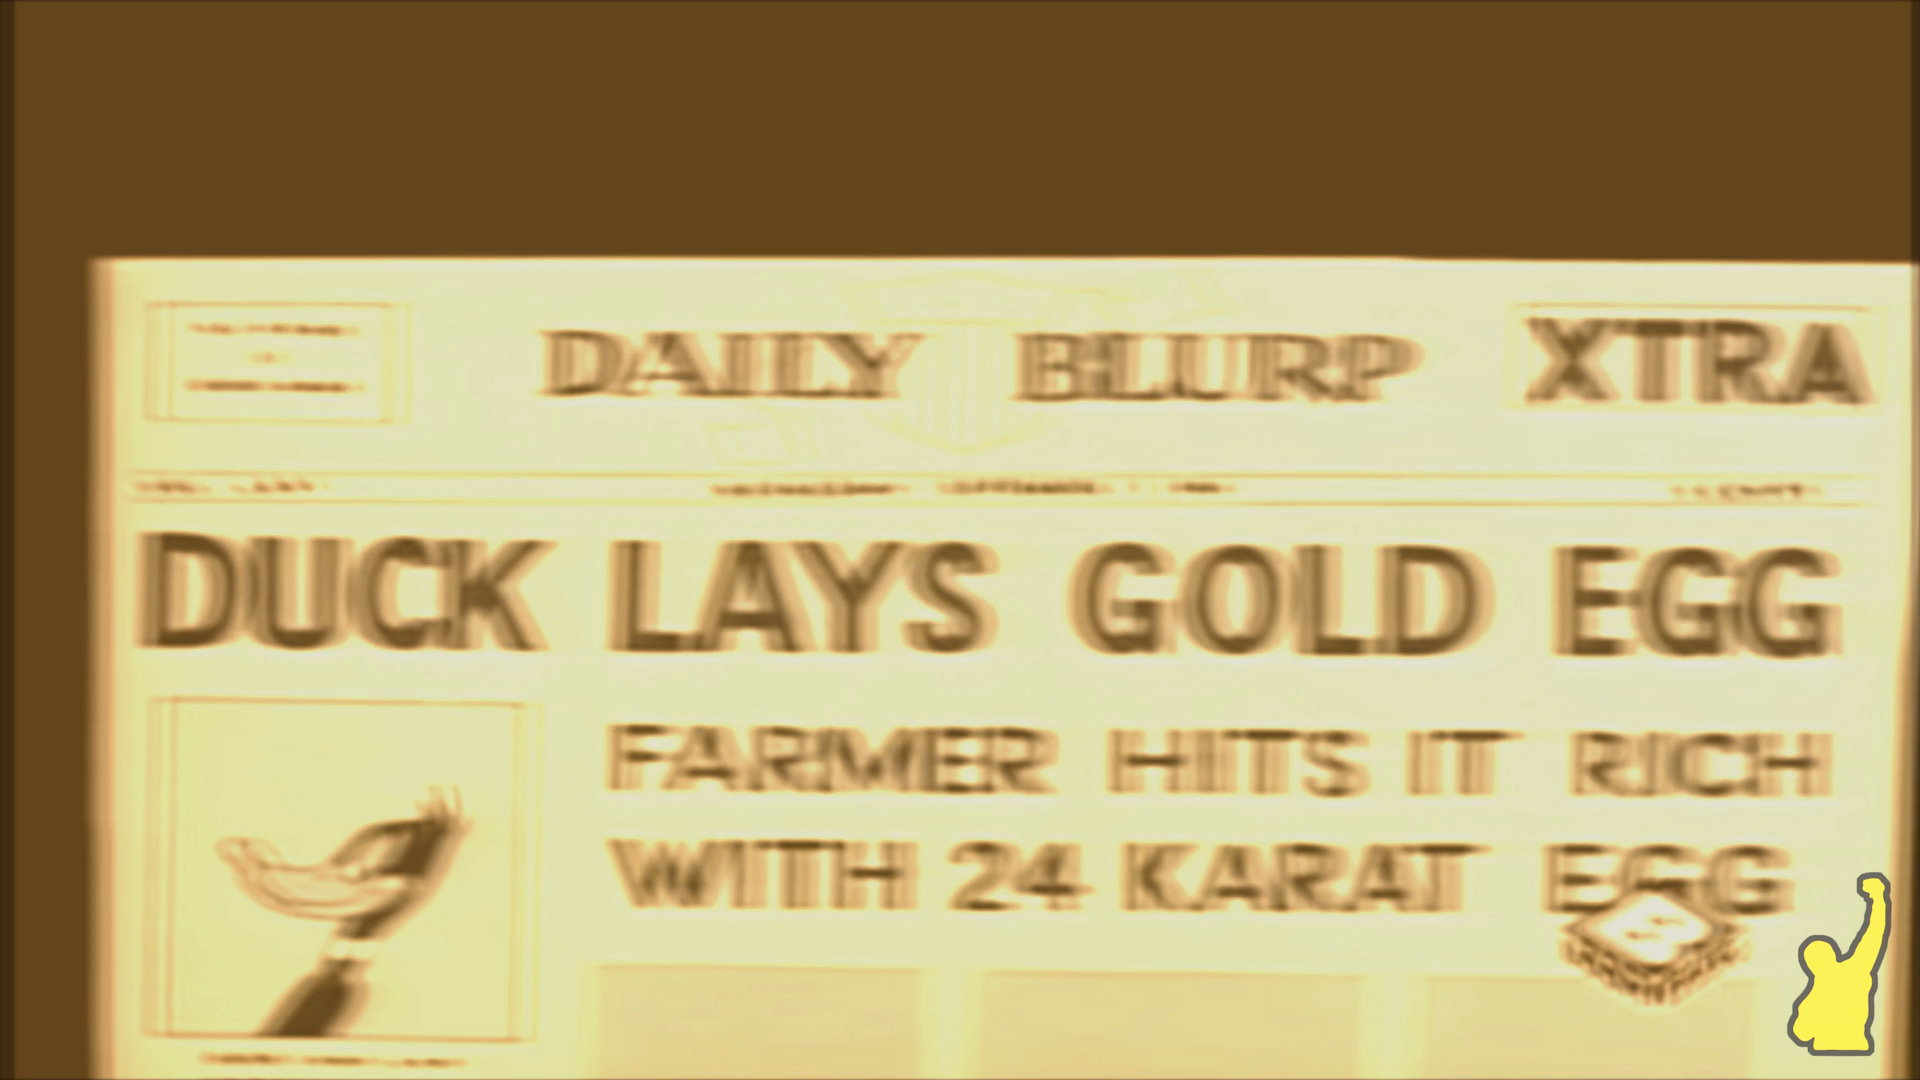 DAILY BLURP
XTRA
DUCK LAYS GOLD EGG
FARMER HITS IT RICH
WITH 24 KARAT EGG